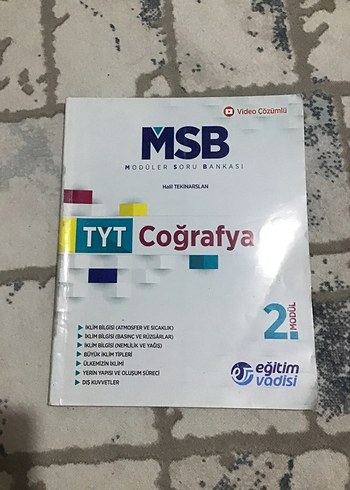 Video Çözümlü
MSB
MODÜLER SORU BANKASI
Halil TEKİNARSLAN
TYT Coğrafya
2. MODÜL
İKLİM BİLGİSİ (ATMOSFER VE SICAKLIK)
İKLİM BİLGİSİ (BASINÇ VE RÜZGÂRLAR)
İKLİM BİLGİSİ (NEMLİLİK VE YAĞIŞ)
BÜYÜK İKLİM TİPLERİ
ÜLKEMİZİN İKLİMİ
YERİN YAPISI VE OLUŞUM SÜRECİ
DIŞ KUVVETLER
eğitim
vadisi